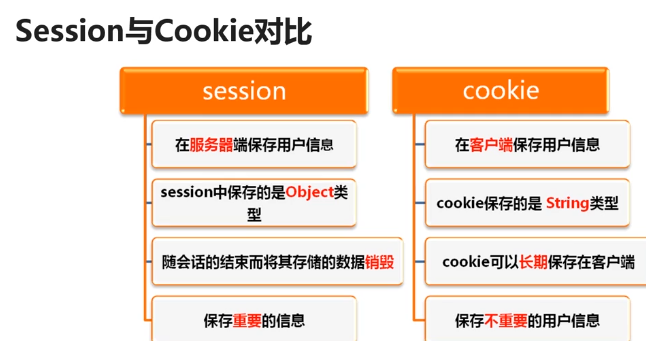 Session与Cookie对比
session
在服务器端保存用户信息
session中保存的是Object类
型
随会话的结束而将其存储的数据销毁
保存重要的信息
cookie
在客户端保存用户信息
cookie保存的是 String类型
cookie可以长期保存在客户端
保存不重要的用户信息